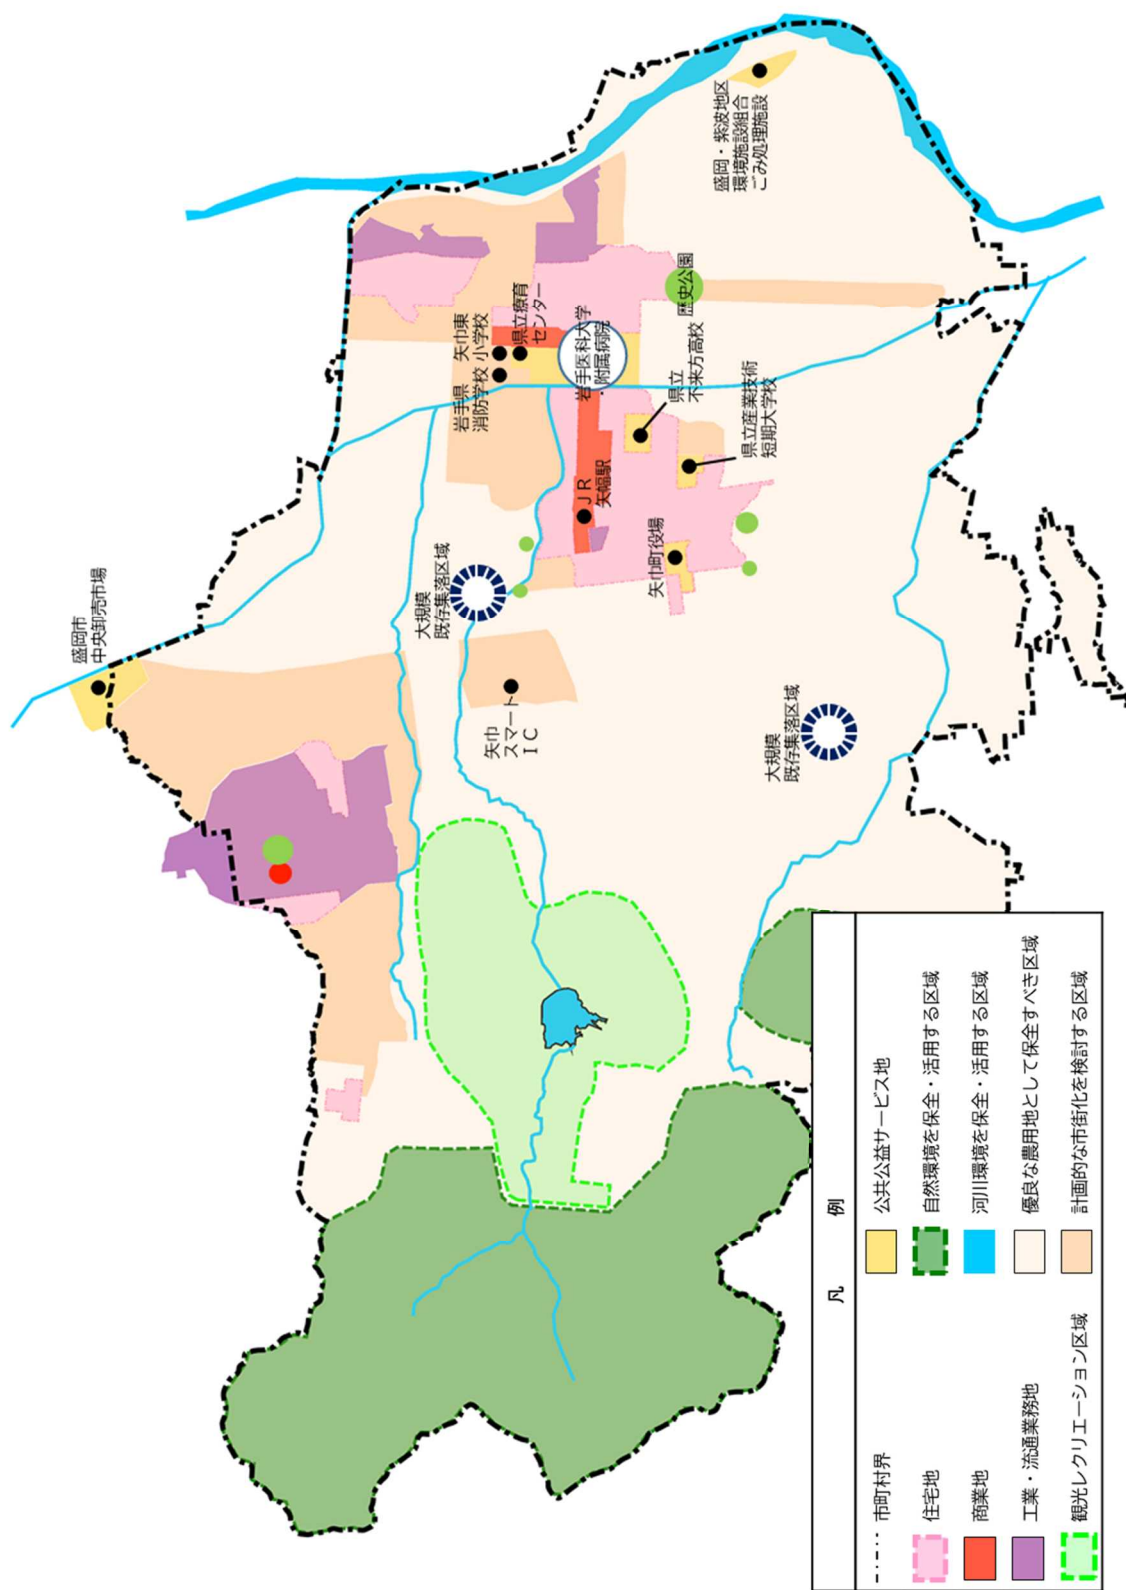 盛岡市
中央卸売市場
矢巾東
小学校
県立療育
センター
岩手県
消防学校
岩手医科大学
・附属病院
盛岡・紫波地区
環境施設組合
ごみ処理施設
歴史公園
県立
不来方高校
県立産業技術
短期大学校
ＪＲ
矢幅駅
矢巾町役場
大規模
既存集落区域
矢巾
スマート
ＩＣ
大規模
既存集落区域
凡例
市町村界
住宅地
商業地
工業・流通業務地
観光レクリエーション区域
公共公益サービス地
自然環境を保全・活用する区域
河川環境を保全・活用する区域
優良な農用地として保全すべき区域
計画的な市街化を検討する区域